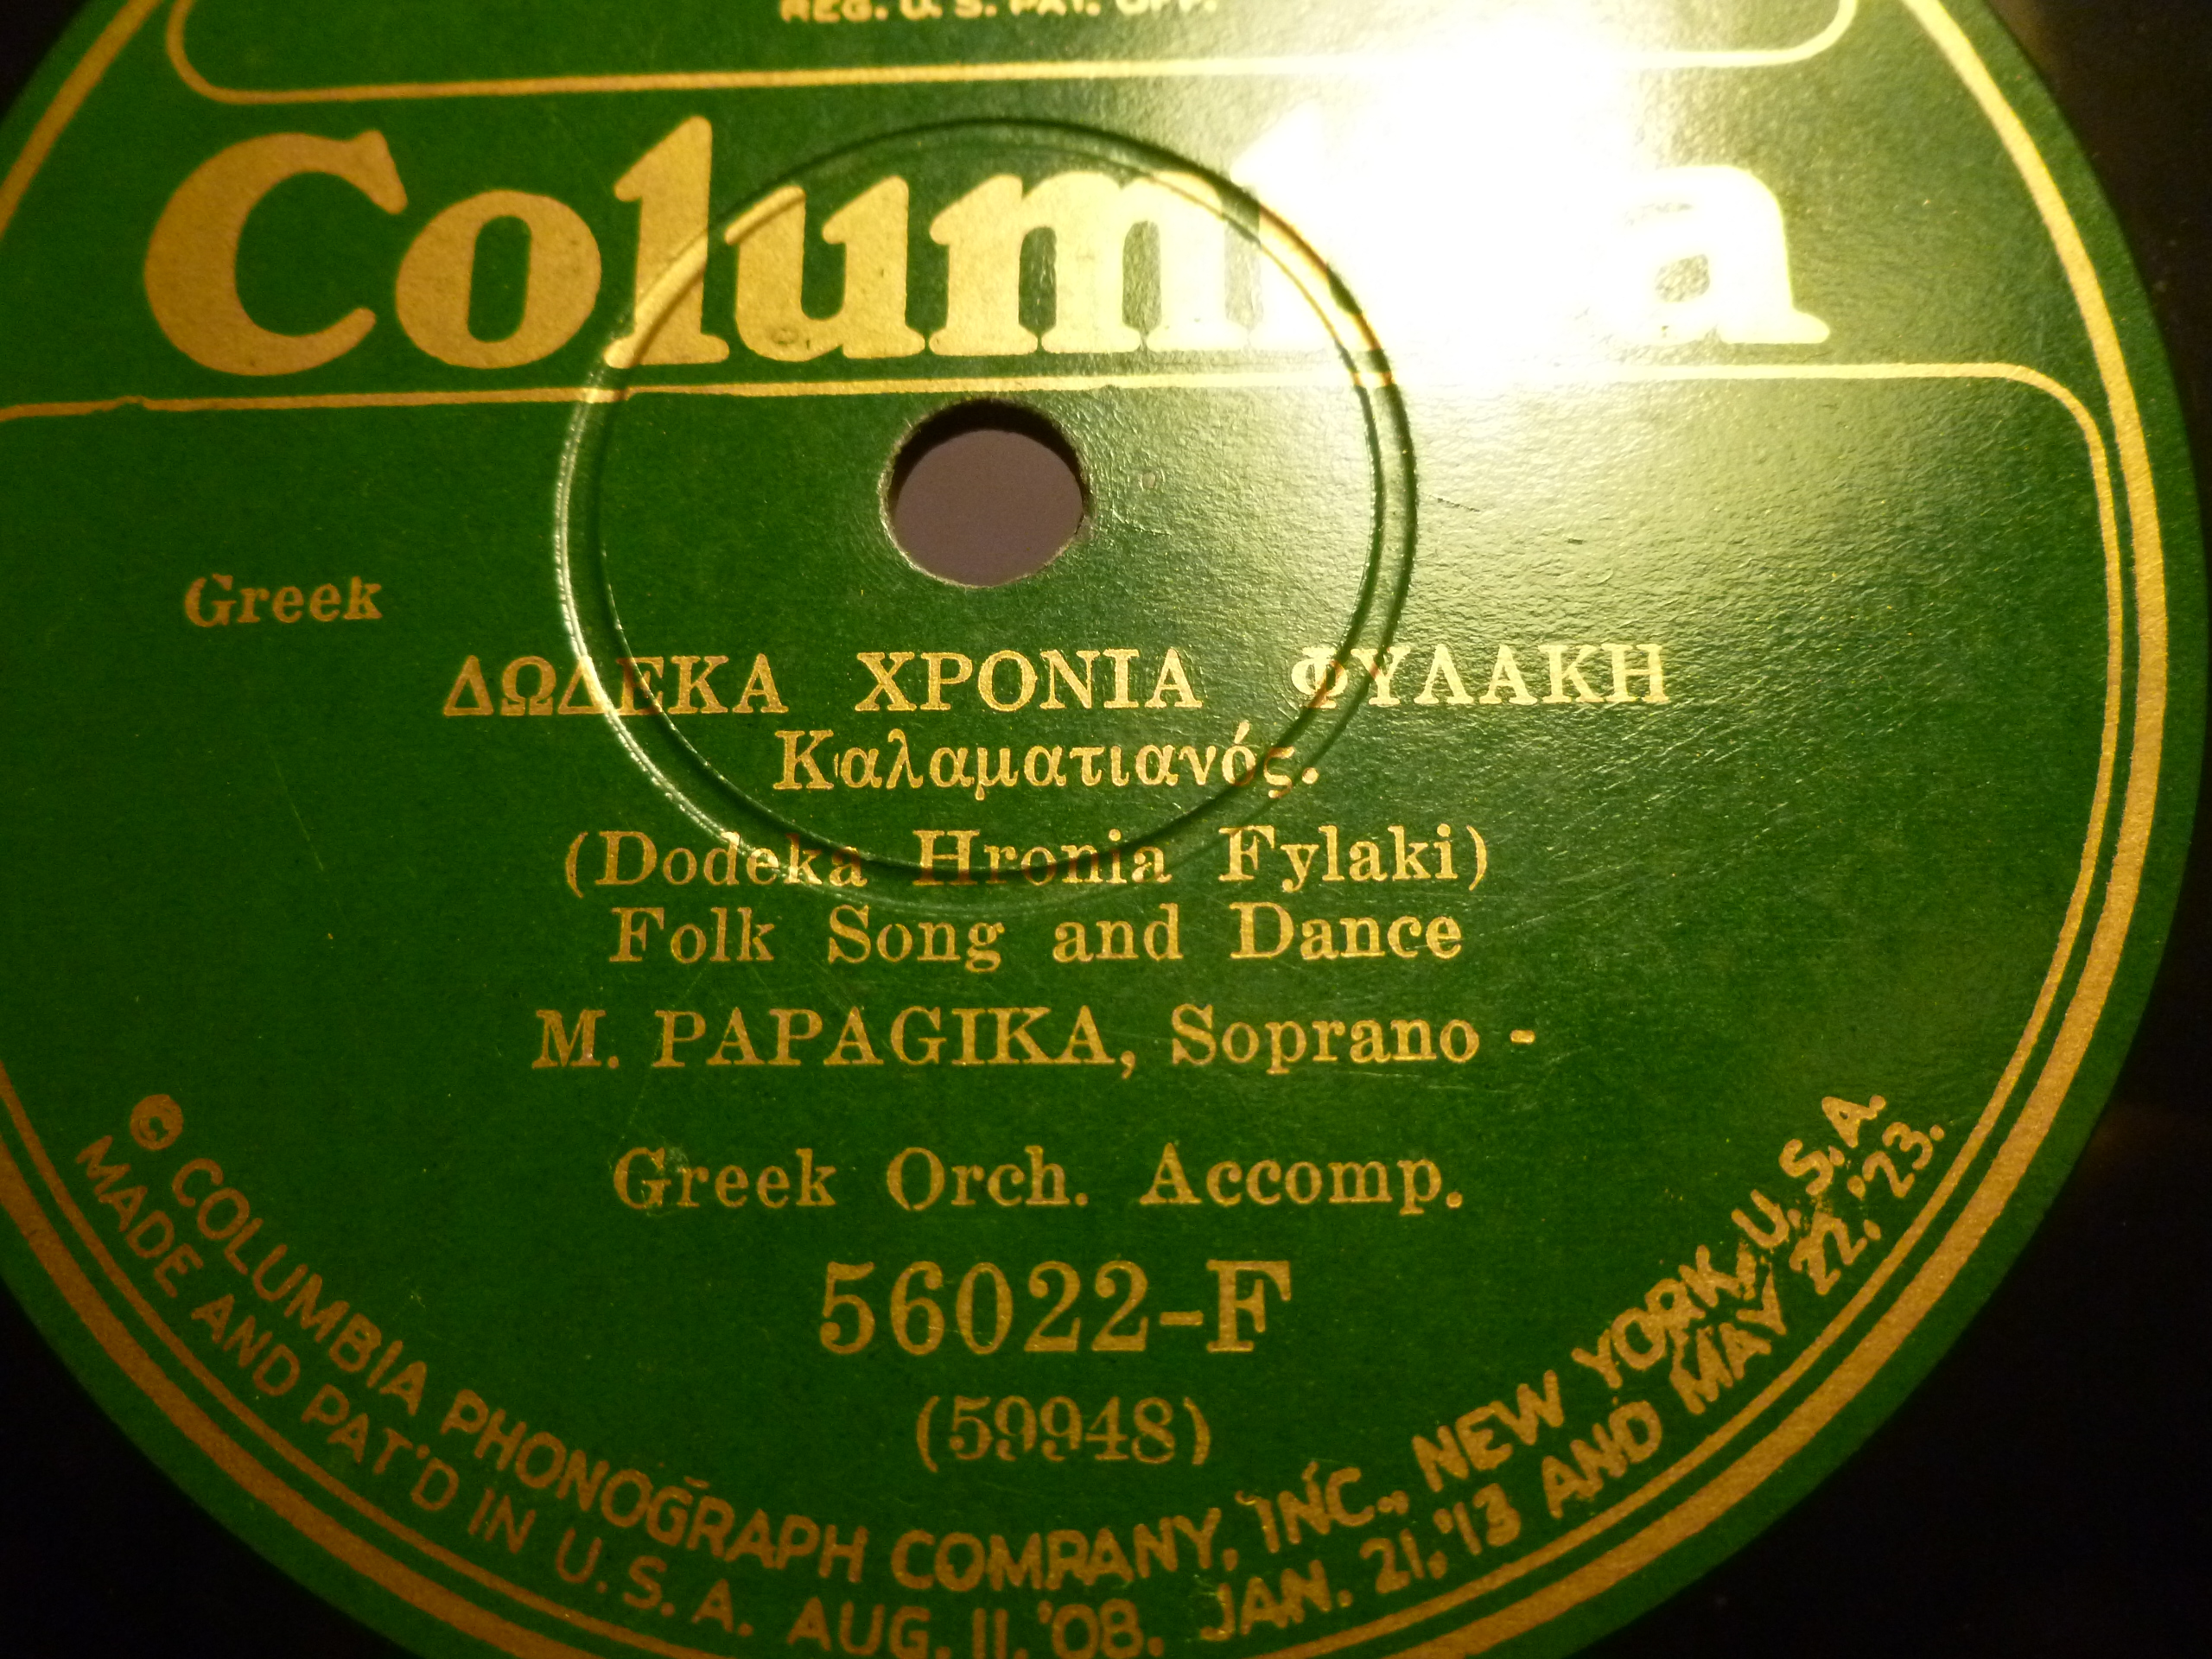 REG. U. S. PAT. OFF.
Columbia
Greek
ΔΩΔΕΚΑ ΧΡΟΝΙΑ ΦΥΛΑΚΗ
Καλαματιανός.
(Dodeka Hronia Fylaki)
Folk Song and Dance
M. PAPAGIKA, Soprano -
Greek Orch. Accomp.
56022-F
(59948)
© COLUMBIA PHONOGRAPH COMPANY, INC., NEW YORK, U. S. A.
MADE AND PAT'D IN U. S. A. AUG. 11, '08. JAN. 21, '13 AND MAY 22, '23.